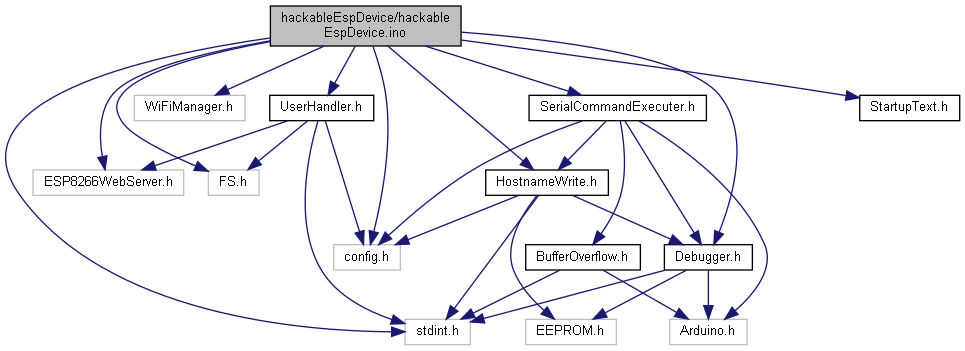 hackableEspDevice/hackable
EspDevice.ino
WiFiManager.h
UserHandler.h
SerialCommandExecuter.h
StartupText.h
ESP8266WebServer.h
FS.h
HostnameWrite.h
config.h
BufferOverflow.h
Debugger.h
stdint.h
EEPROM.h
Arduino.h